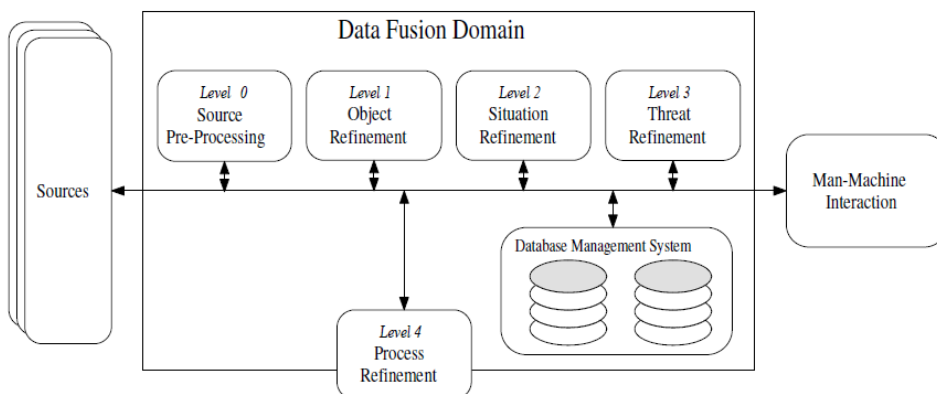 Data Fusion Domain
Sources
Level 0
Source
Pre-Processing
Level 1
Object
Refinement
Level 2
Situation
Refinement
Level 3
Threat
Refinement
Man-Machine
Interaction
Database Management System
Level 4
Process
Refinement